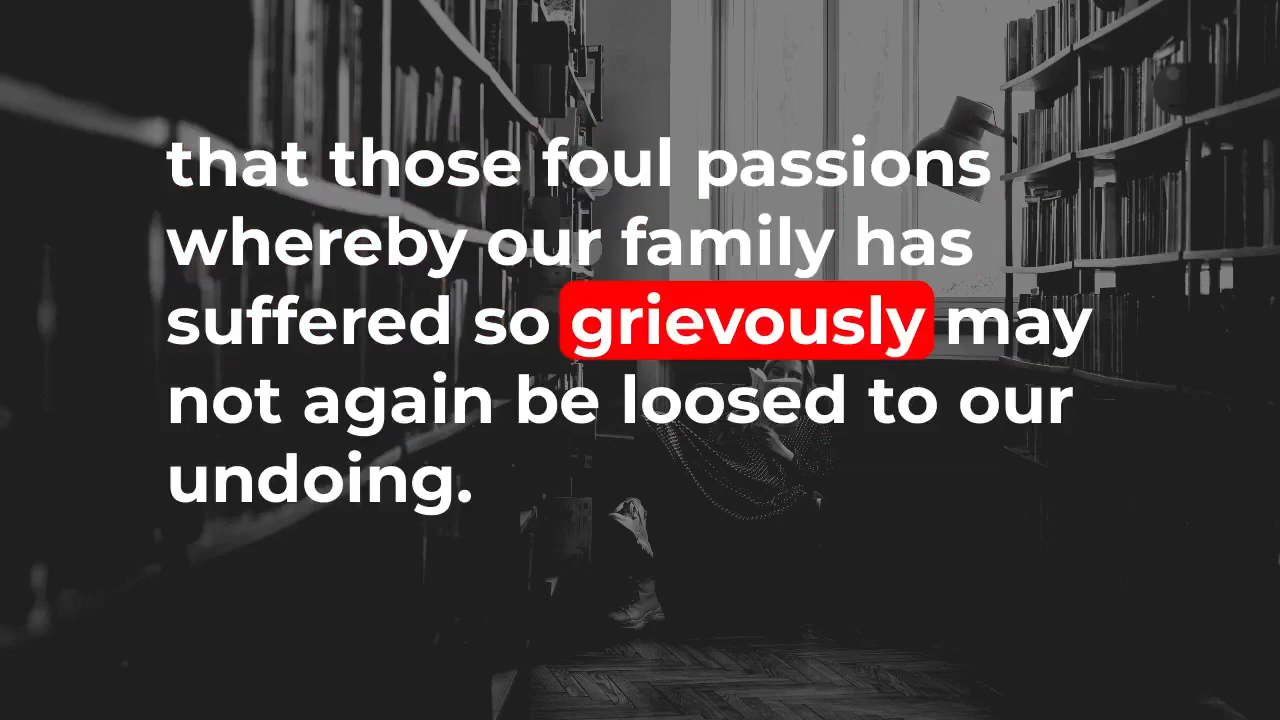 that those foul passions
whereby our family has
suffered so grievously may
not again be loosed to our
undoing.